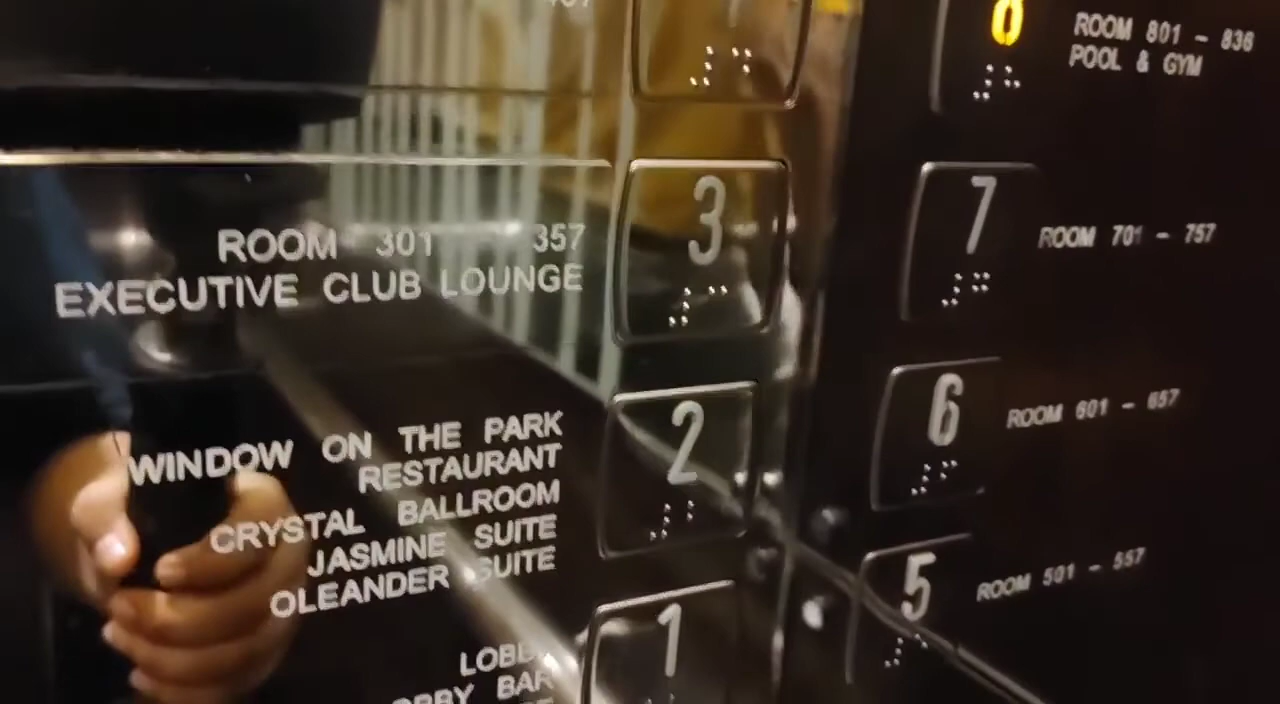 8
ROOM 801 - 836
POOL & GYM
3
ROOM 301 357
EXECUTIVE CLUB LOUNGE
7
ROOM 701 - 757
2
WINDOW ON THE PARK
RESTAURANT
CRYSTAL BALLROOM
JASMINE SUITE
OLEANDER SUITE
6
ROOM 601 - 657
5
ROOM 501 - 557
1
LOBBY
BAR